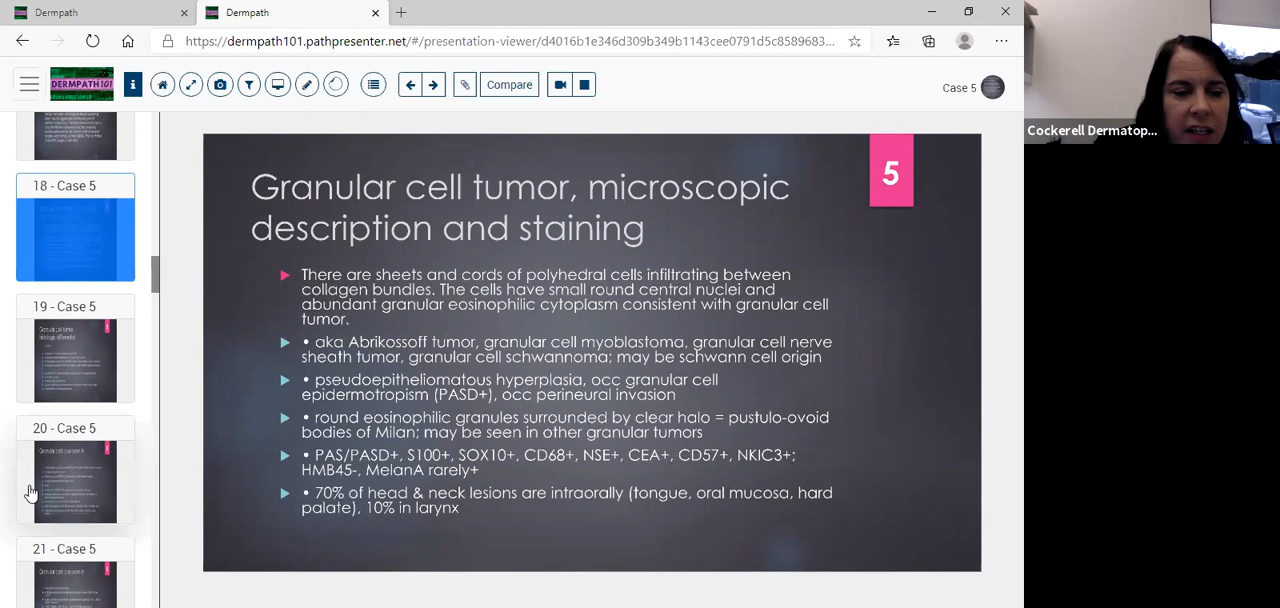 Dermpath
Dermpath
https://dermpath101.pathpresenter.net/#/presentation-viewer/d4016b1e346d309b349b1143cee0791d5c8589683...
DERMPATH101
i
Compare
Case 5
Cockerell Dermatop...
18 - Case 5
19 - Case 5
20 - Case 5
21 - Case 5
5
Granular cell tumor, microscopic
description and staining
There are sheets and cords of polyhedral cells infiltrating between
collagen bundles. The cells have small round central nuclei and
abundant granular eosinophilic cytoplasm consistent with granular cell
tumor.
• aka Abrikossoff tumor, granular cell myoblastoma, granular cell nerve
sheath tumor, granular cell schwannoma; may be schwann cell origin
• pseudoepitheliomatous hyperplasia, occ granular cell
epidermotropism (PASD+), occ perineural invasion
• round eosinophilic granules surrounded by clear halo = pustulo-ovoid
bodies of Milan; may be seen in other granular tumors
• PAS/PASD+, S100+, SOX10+, CD68+, NSE+, CEA+, CD57+, NKIC3+;
HMB45-, MelanA rarely+
of head & neck lesions are intraorally (tongue, oral mucosa, hard
palate), 10% in larynx